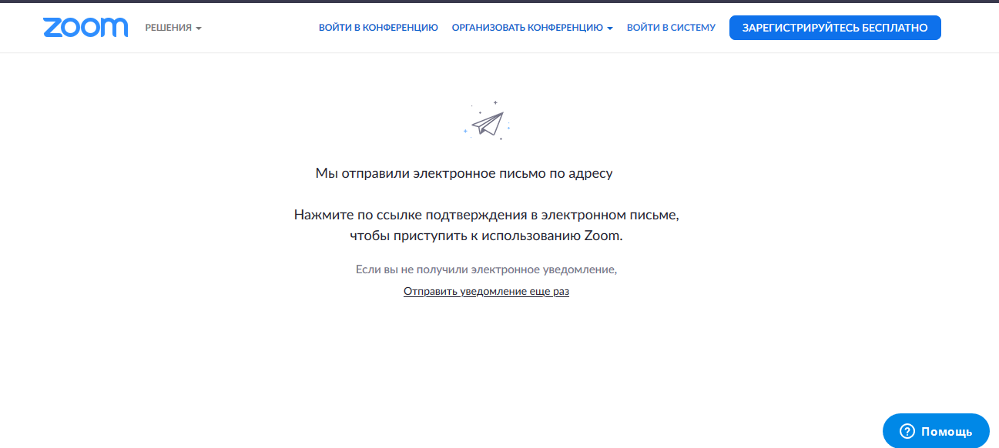 zoom РЕШЕНИЯ ВОЙТИ В КОНФЕРЕНЦИЮ ОРГАНИЗОВАТЬ КОНФЕРЕНЦИЮ ВОЙТИ В СИСТЕМУ ЗАРЕГИСТРИРУЙТЕСЬ БЕСПЛАТНО
Мы отправили электронное письмо по адресу
Нажмите по ссылке подтверждения в электронном письме,
чтобы приступить к использованию Zoom.
Если вы не получили электронное уведомление,
Отправить уведомление еще раз
? Помощь